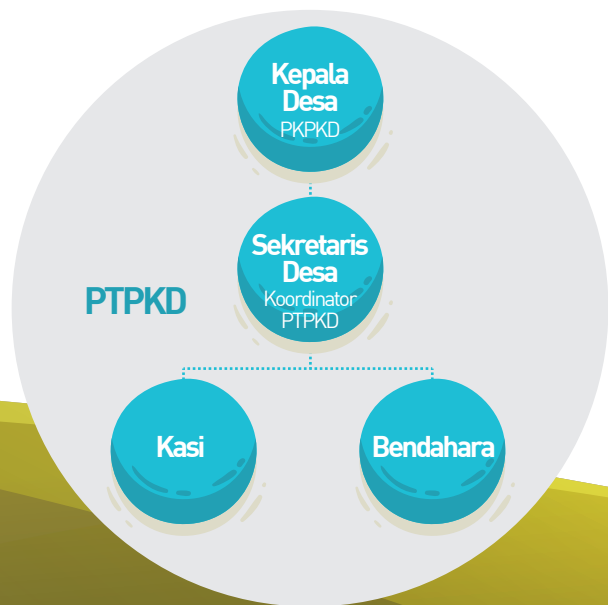 Kepala
Desa
PKPKD
Sekretaris
Desa
Koordinator
PTPKD
PTPKD
Kasi
Bendahara